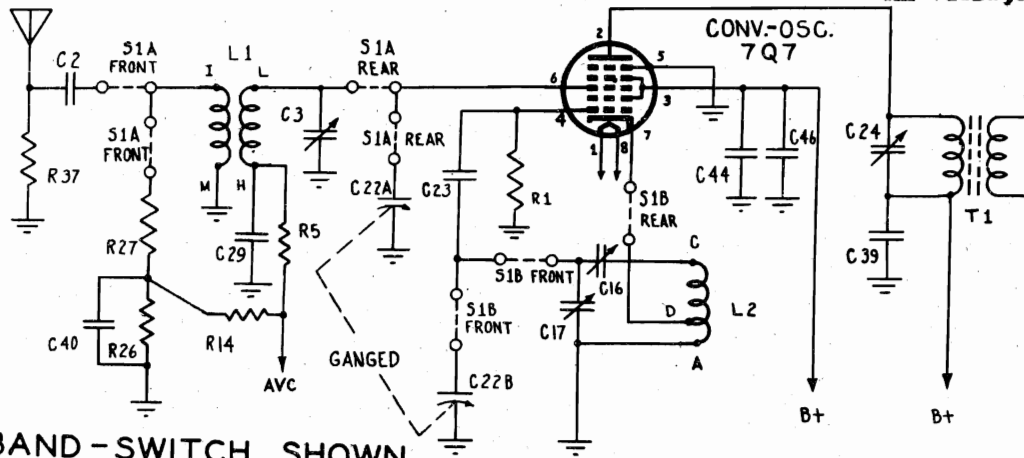 CONV.-OSC.
7Q7
C2
S1A
FRONT
L1
I
L
S1A
REAR
2
5
6
3
4
7
1
8
C3
S1A
FRONT
S1A
REAR
R37
M
H
C22A
C23
R1
S1B
REAR
C44
C46
C24
T1
R27
C29
R5
S1B FRONT
C16
C
C39
C17
D
L2
S1B
FRONT
C40
R26
R14
GANGED
A
AVC
C22B
B+
B+
BAND-SWITCH SHOWN